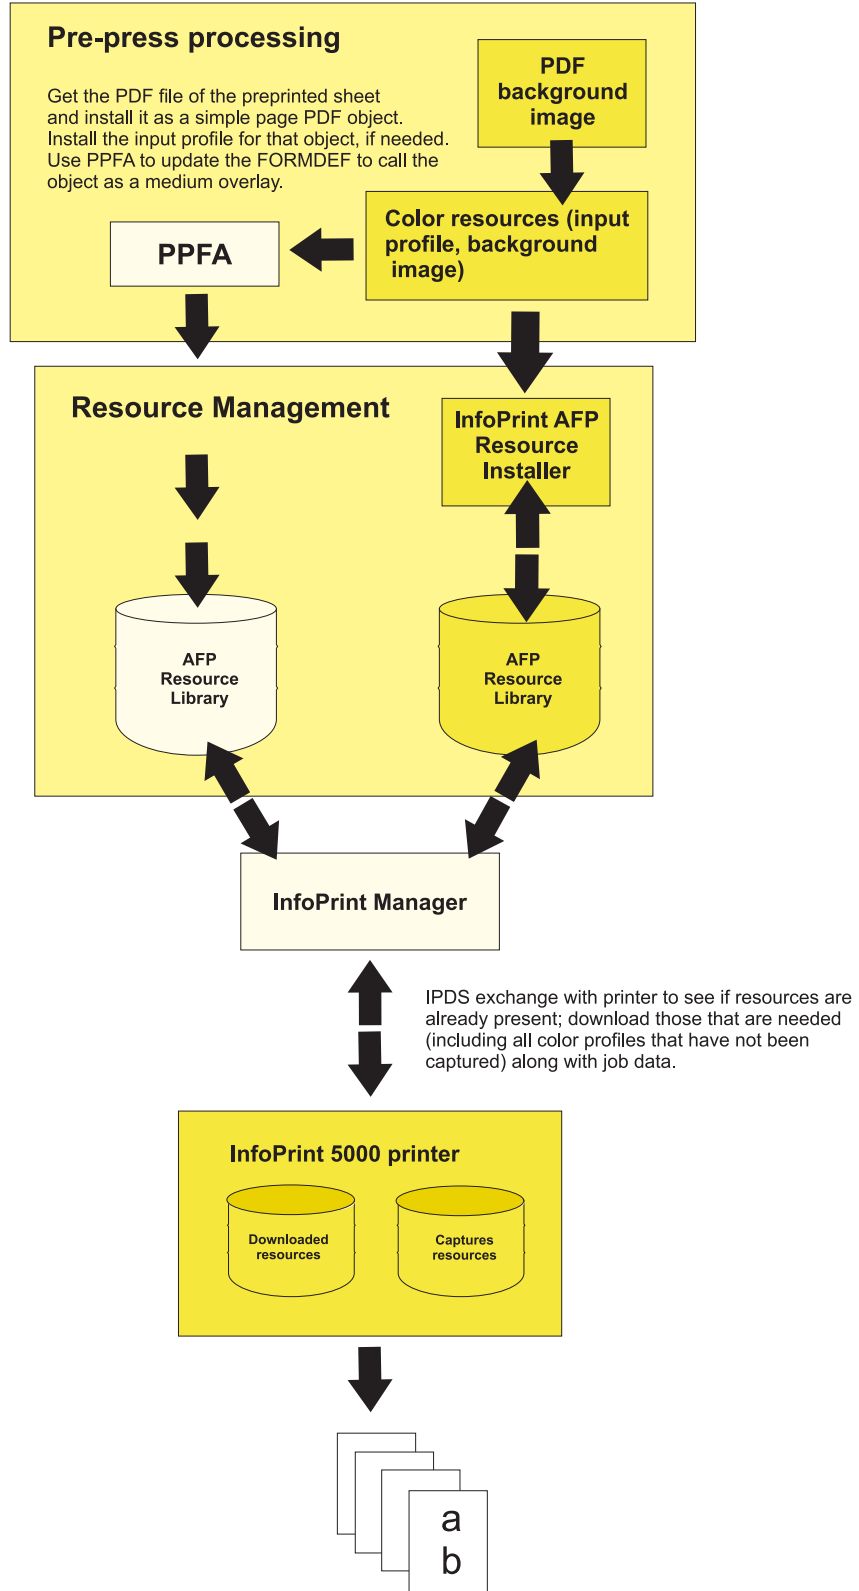 Pre-press processing
Get the PDF file of the preprinted sheet
and install it as a simple page PDF object.
Install the input profile for that object, if needed.
Use PPFA to update the FORMDEF to call the
object as a medium overlay.
PDF
background
image
Color resources (input
profile, background
image)
PPFA
Resource Management
InfoPrint AFP
Resource
Installer
AFP
Resource
Library
AFP
Resource
Library
InfoPrint Manager
IPDS exchange with printer to see if resources are
already present; download those that are needed
(including all color profiles that have not been
captured) along with job data.
InfoPrint 5000 printer
Downloaded
resources
Captures
resources
a
b